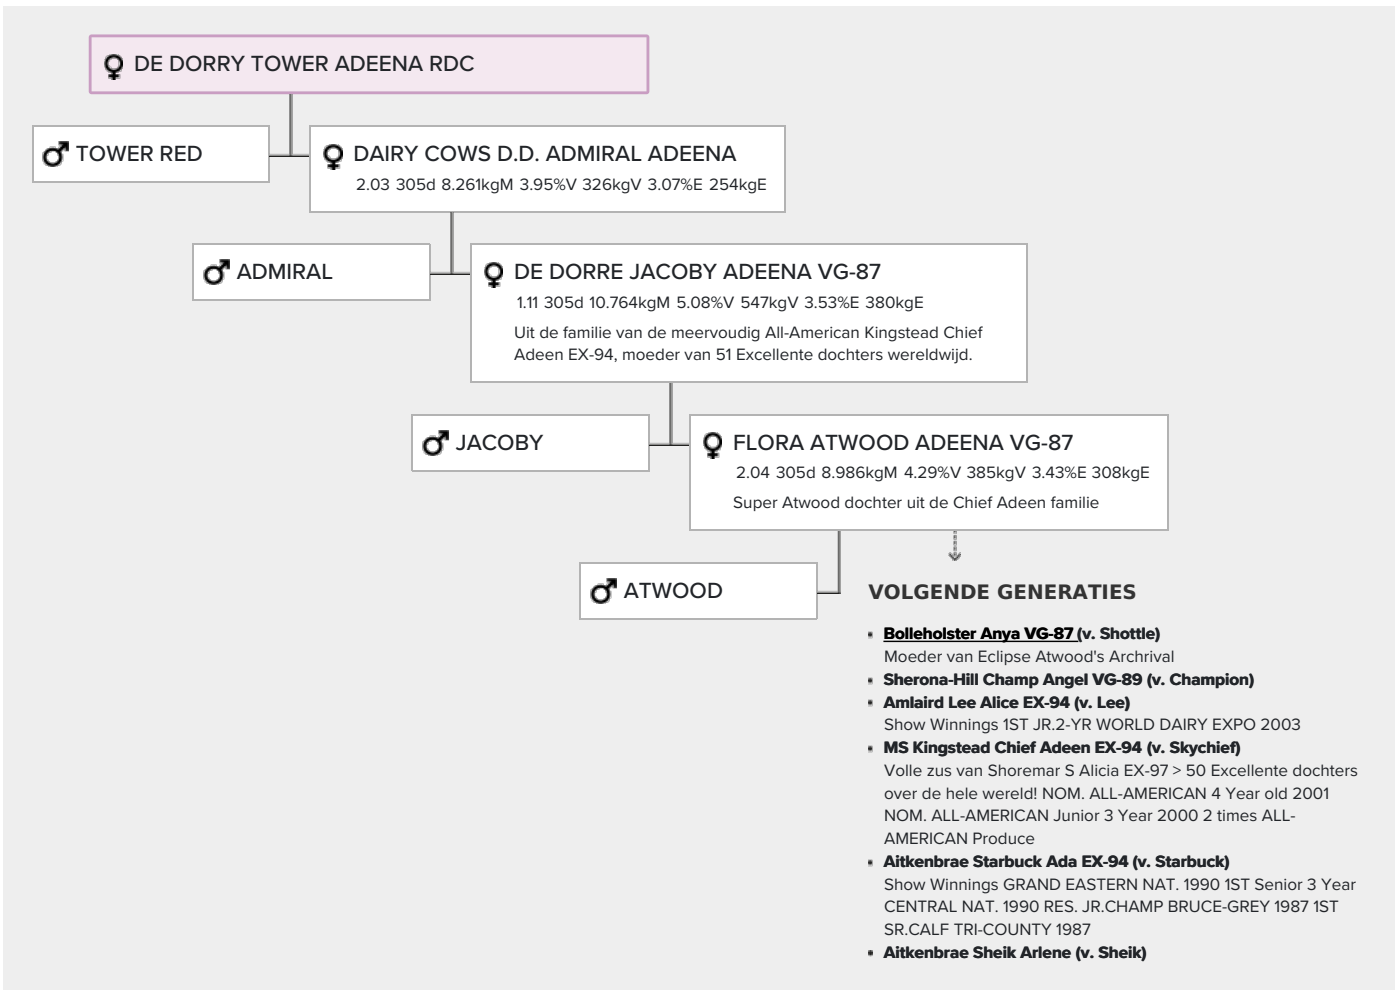 DE DORRY TOWER ADEENA RDC
TOWER RED
DAIRY COWS D.D. ADMIRAL ADEENA
2.03 305d 8.261kgM 3.95%V 326kgV 3.07%E 254kgE
ADMIRAL
DE DORRE JACOBY ADEENA VG-87
1.11 305d 10.764kgM 5.08%V 547kgV 3.53%E 380kgE
Uit de familie van de meervoudig All-American Kingstead Chief
Adeen EX-94, moeder van 51 Excellente dochters wereldwijd.
JACOBY
FLORA ATWOOD ADEENA VG-87
2.04 305d 8.986kgM 4.29%V 385kgV 3.43%E 308kgE
Super Atwood dochter uit de Chief Adeen familie
ATWOOD
VOLGENDE GENERATIES
Bolleholster Anya VG-87 (v. Shottle)
Moeder van Eclipse Atwood's Archrival
Sherona-Hill Champ Angel VG-89 (v. Champion)
Amlaird Lee Alice EX-94 (v. Lee)
Show Winnings 1ST JR.2-YR WORLD DAIRY EXPO 2003
MS Kingstead Chief Adeen EX-94 (v. Skychief)
Volle zus van Shoremar S Alicia EX-97 > 50 Excellente dochters
over de hele wereld! NOM. ALL-AMERICAN 4 Year old 2001
NOM. ALL-AMERICAN Junior 3 Year 2000 2 times ALL-
AMERICAN Produce
Aitkenbrae Starbuck Ada EX-94 (v. Starbuck)
Show Winnings GRAND EASTERN NAT. 1990 1ST Senior 3 Year
CENTRAL NAT. 1990 RES. JR.CHAMP BRUCE-GREY 1987 1ST
SR.CALF TRI-COUNTY 1987
Aitkenbrae Sheik Arlene (v. Sheik)